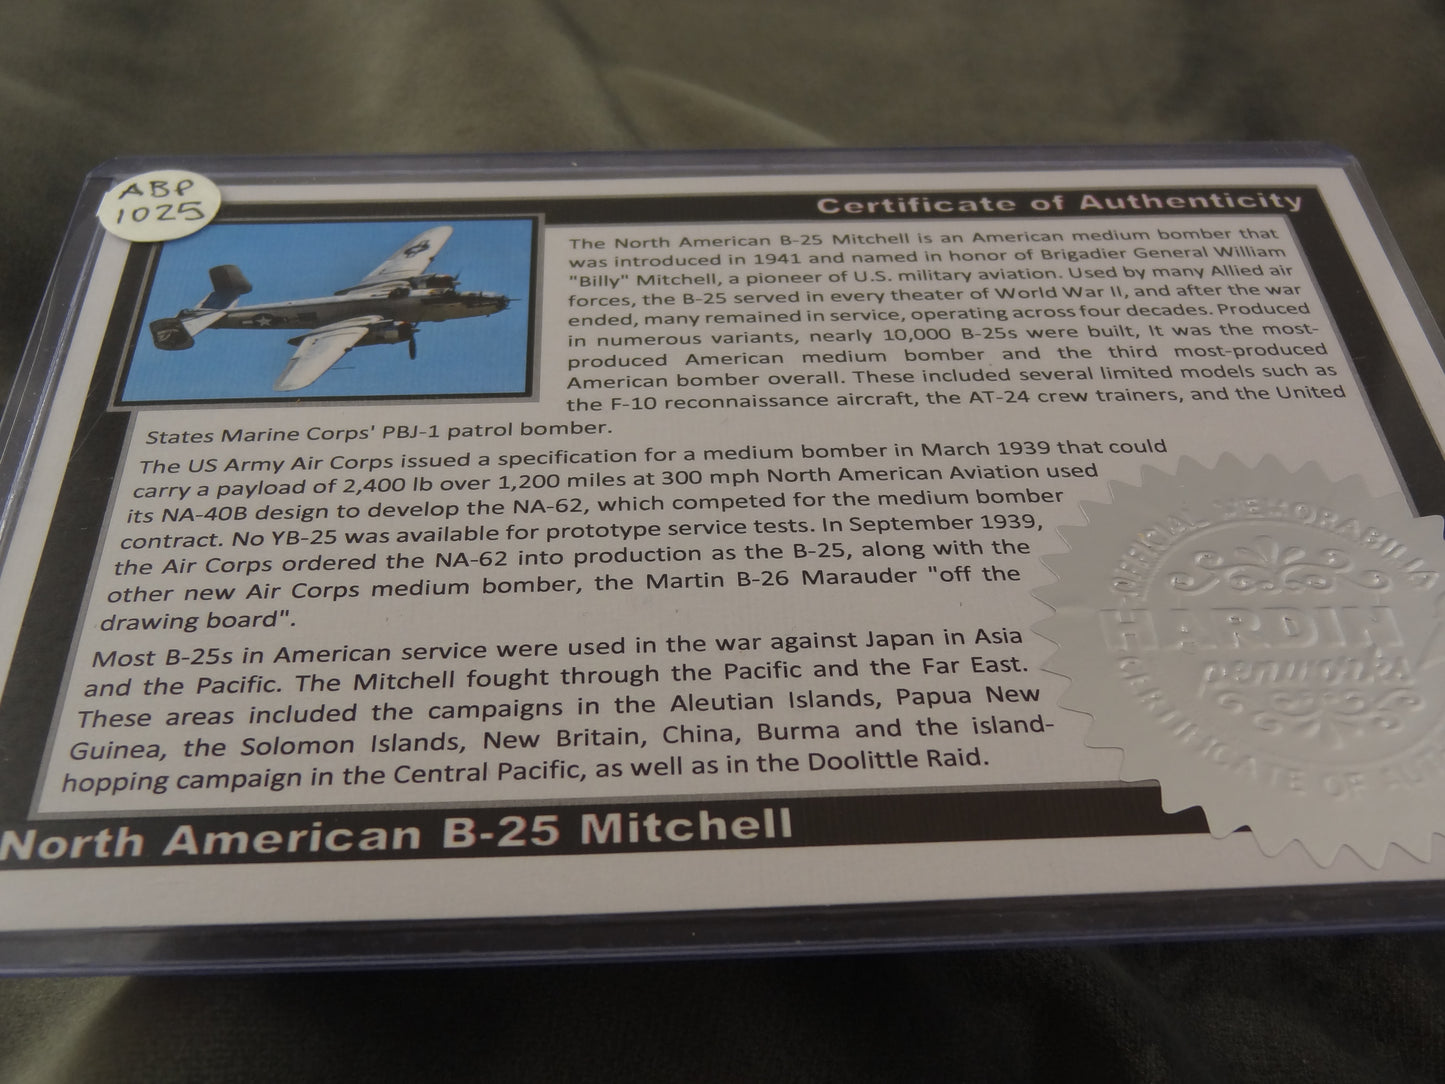 ABP
1025
Certificate of Authenticity
The North American B-25 Mitchell is an American medium bomber that
was introduced in 1941 and named in honor of Brigadier General William
"Billy" Mitchell, a pioneer of U.S. military aviation. Used by many Allied air
forces, the B-25 served in every theater of World War II, and after the war
ended, many remained in service, operating across four decades. Produced
in numerous variants, nearly 10,000 B-25s were built, It was the most-
produced American medium bomber and the third most-produced
American bomber overall. These included several limited models such as
the F-10 reconnaissance aircraft, the AT-24 crew trainers, and the United
States Marine Corps' PBJ-1 patrol bomber.
The US Army Air Corps issued a specification for a medium bomber in March 1939 that could
carry a payload of 2,400 lb over 1,200 miles at 300 mph North American Aviation used
its NA-40B design to develop the NA-62, which competed for the medium bomber
contract. No YB-25 was available for prototype service tests. In September 1939,
the Air Corps ordered the NA-62 into production as the B-25, along with the
other new Air Corps medium bomber, the Martin B-26 Marauder "off the
drawing board".
Most B-25s in American service were used in the war against Japan in Asia
and the Pacific. The Mitchell fought through the Pacific and the Far East.
These areas included the campaigns in the Aleutian Islands, Papua New
Guinea, the Solomon Islands, New Britain, China, Burma and the island-
hopping campaign in the Central Pacific, as well as in the Doolittle Raid.
North American B-25 Mitchell
OFFICIAL MEMORABILIA
HARDIN
penworks
CERTIFICATE OF